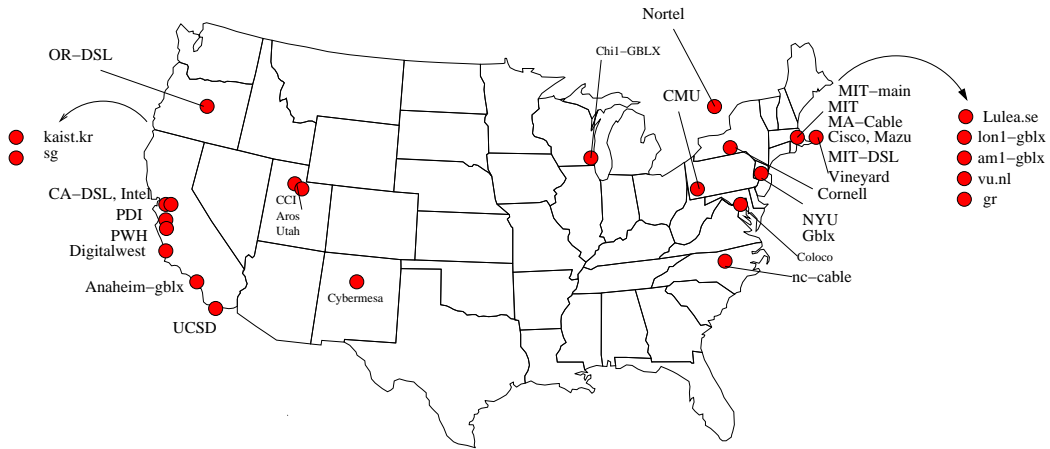 Nortel
OR−DSL
Chi1−GBLX
CMU
MIT−main
MIT
MA−Cable
Cisco, Mazu
MIT−DSL
Vineyard
Cornell
Lulea.se
lon1−gblx
am1−gblx
vu.nl
gr
kaist.kr
sg
CA−DSL, Intel
PDI
PWH
Digitalwest
CCI
Aros
Utah
NYU
Gblx
Coloco
nc−cable
Anaheim−gblx
Cybermesa
UCSD